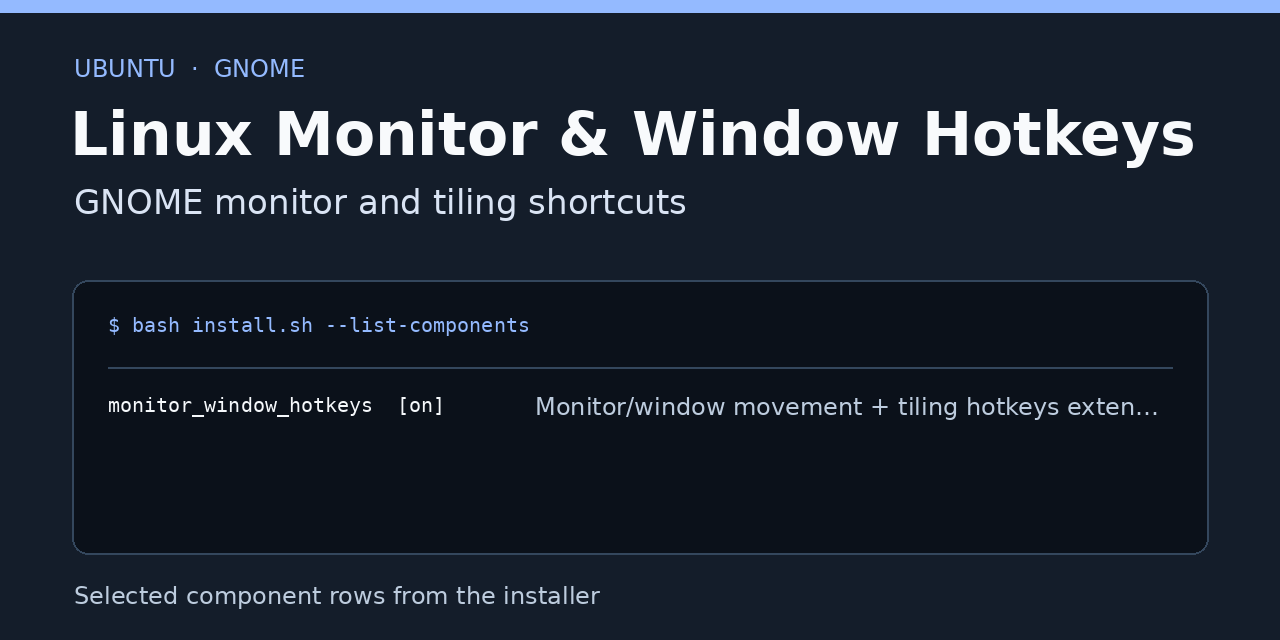 UBUNTU · GNOME
Linux Monitor & Window Hotkeys
GNOME monitor and tiling shortcuts
$ bash install.sh --list-components
monitor_window_hotkeys [on] Monitor/window movement + tiling hotkeys exten…
Selected component rows from the installer